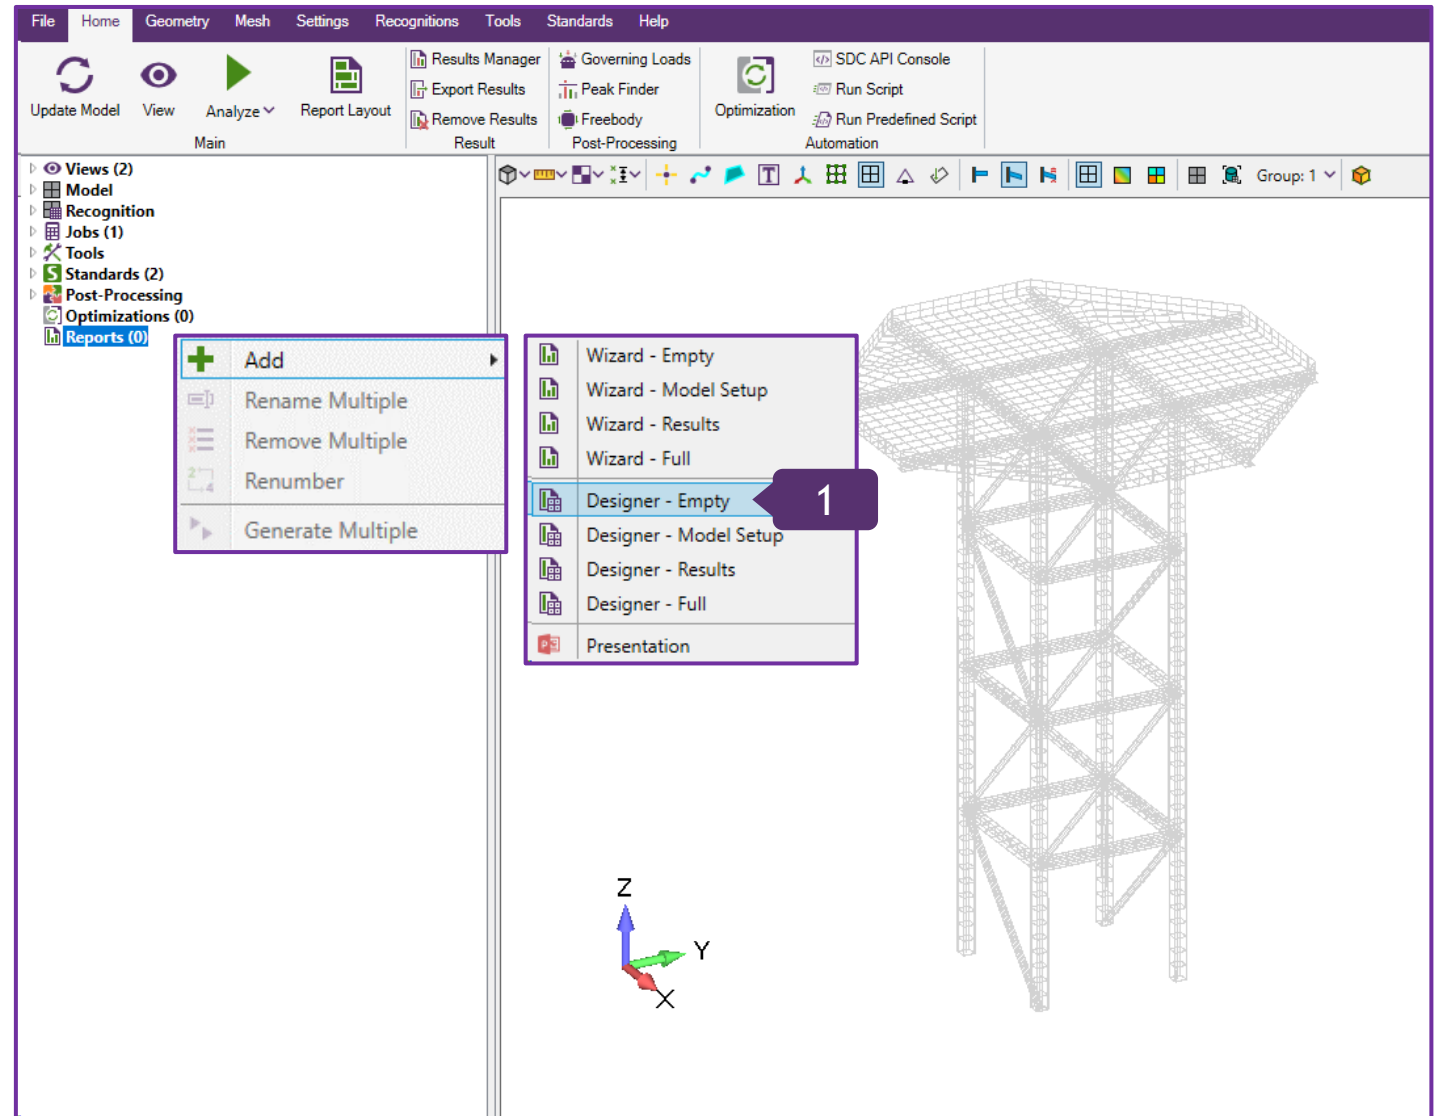 File Home Geometry Mesh Settings Recognitions Tools Standards Help
Update Model View Analyze Report Layout
Results Manager
Export Results
Remove Results
Governing Loads
Peak Finder
Freebody
Optimization
SDC API Console
Run Script
Run Predefined Script
Main Result Post-Processing Automation
Group: 1
Views (2)
Model
Recognition
Jobs (1)
Tools
Standards (2)
Post-Processing
Optimizations (0)
Reports (0)
Add
Rename Multiple
Remove Multiple
Renumber
Generate Multiple
Wizard - Empty
Wizard - Model Setup
Wizard - Results
Wizard - Full
Designer - Empty
1
Designer - Model Setup
Designer - Results
Designer - Full
Presentation
Z
Y
X